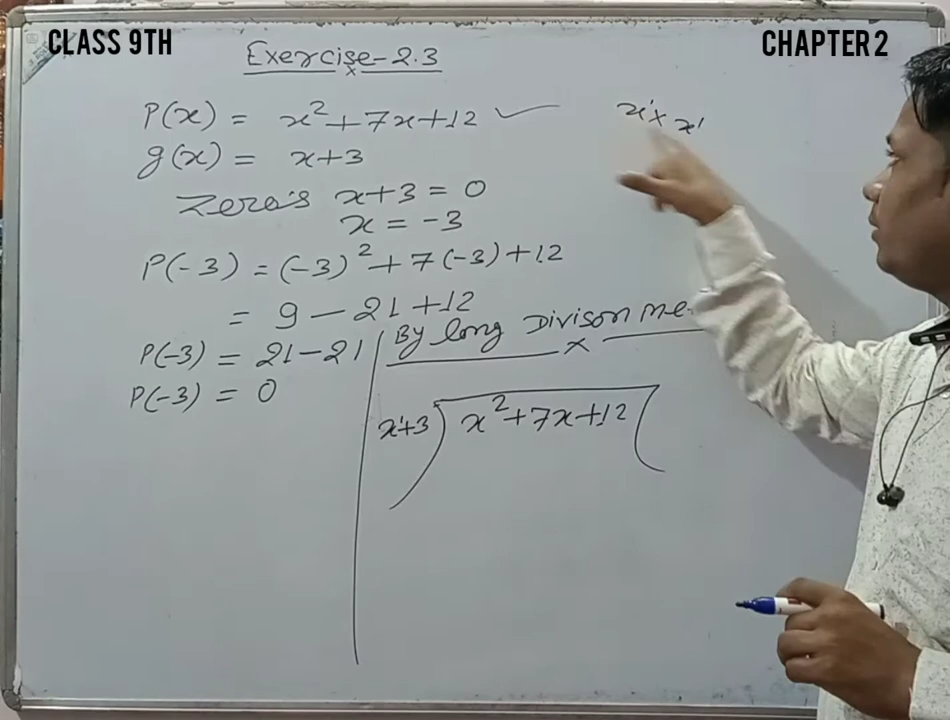 CLASS 9TH
CHAPTER 2
Exercise-2.3
P(x) = x²+7x+12 ✓
x¹×x¹
g(x) = x+3
Zero's x+3 = 0
x = -3
P(-3) = (-3)²+7(-3)+12
= 9-21+12
P(-3) = 21-21
P(-3) = 0
By long Divison
x¹+3)x²+7x+12(